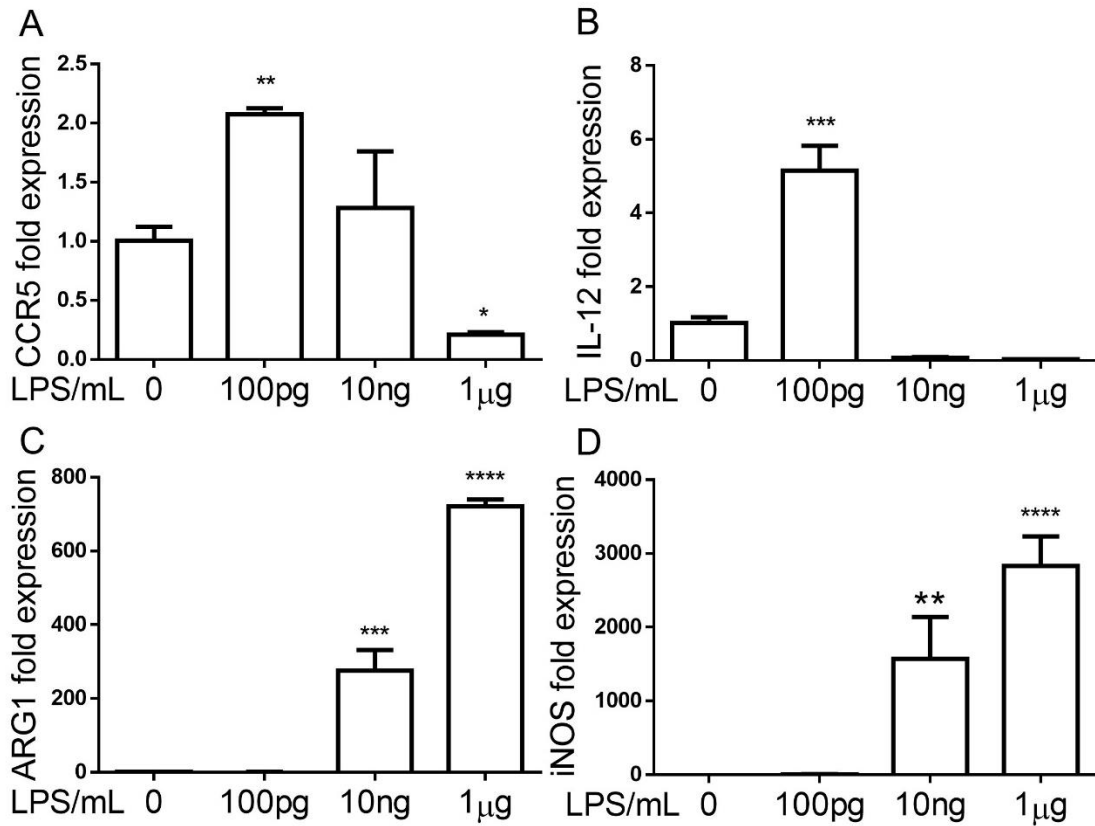 A
CCR5 fold expression
2.5
2.0
1.5
1.0
0.5
0.0
**
*
LPS/mL 0 100pg 10ng 1μg
B
IL-12 fold expression
8
6
4
2
0
***
LPS/mL 0 100pg 10ng 1μg
C
ARG1 fold expression
800
600
400
200
0
***
****
LPS/mL 0 100pg 10ng 1μg
D
iNOS fold expression
4000
3000
2000
1000
0
**
****
LPS/mL 0 100pg 10ng 1μg